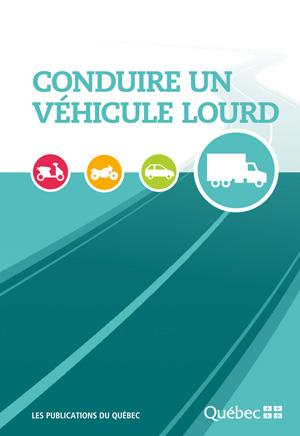 CONDUIRE UN
VÉHICULE LOURD
LES PUBLICATIONS DU QUÉBEC
Québec